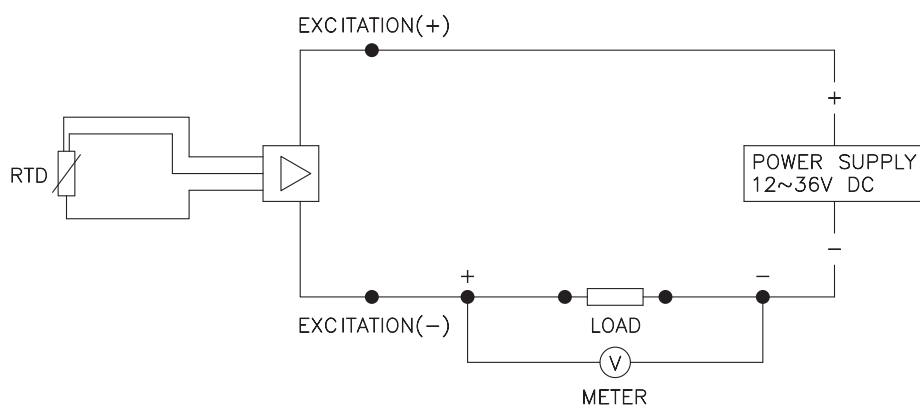 EXCITATION(+)
+
RTD
POWER SUPPLY
12~36V DC
−
+ −
EXCITATION(−)
LOAD
V
METER